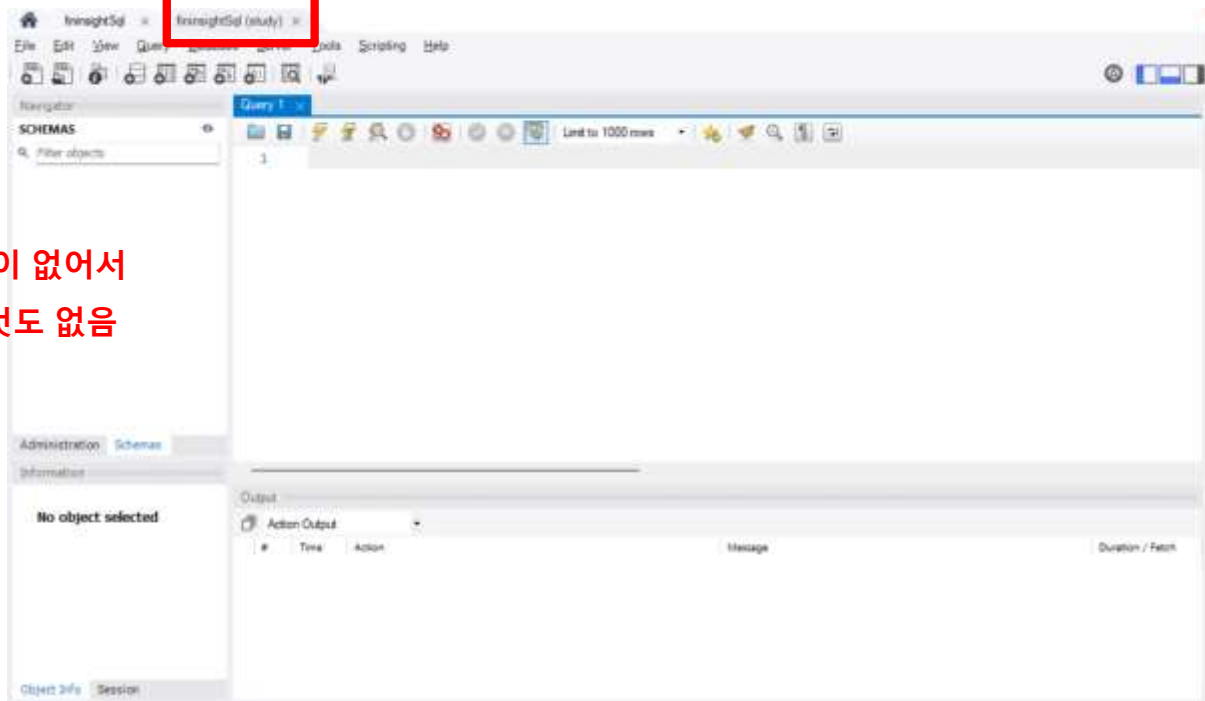 fininsightSql ×
fininsightSql (study) ×
File Edit View Query Tools Scripting Help
Navigator
Query 1 ×
SCHEMAS
Limit to 1000 rows
Filter objects
1
이 없어서
것도 없음
Administration Schemas
Information
Output
No object selected
Action Output
# Time Action Message Duration / Fetch
Object Info Session